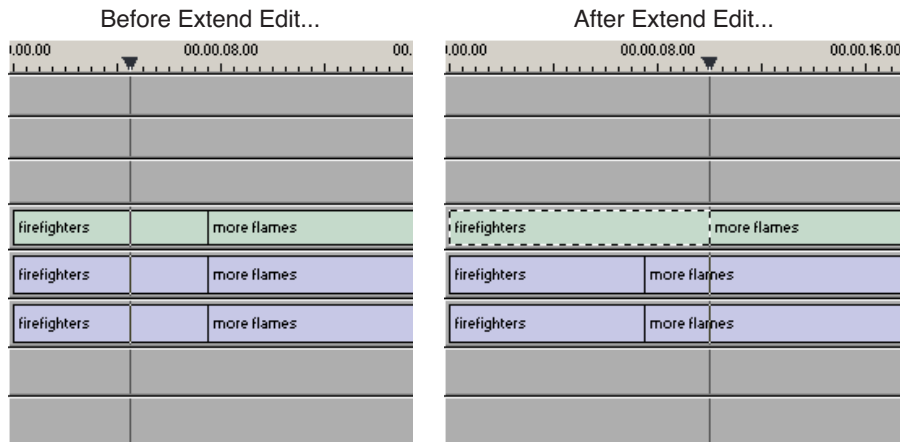 Before Extend Edit...
After Extend Edit...
).00.00 00.00.08.00 00.
).00.00 00.00.08.00 00.00.16.00
firefighters more flames
firefighters more flames
firefighters more flames
firefighters more flames
firefighters more flames
firefighters more flames